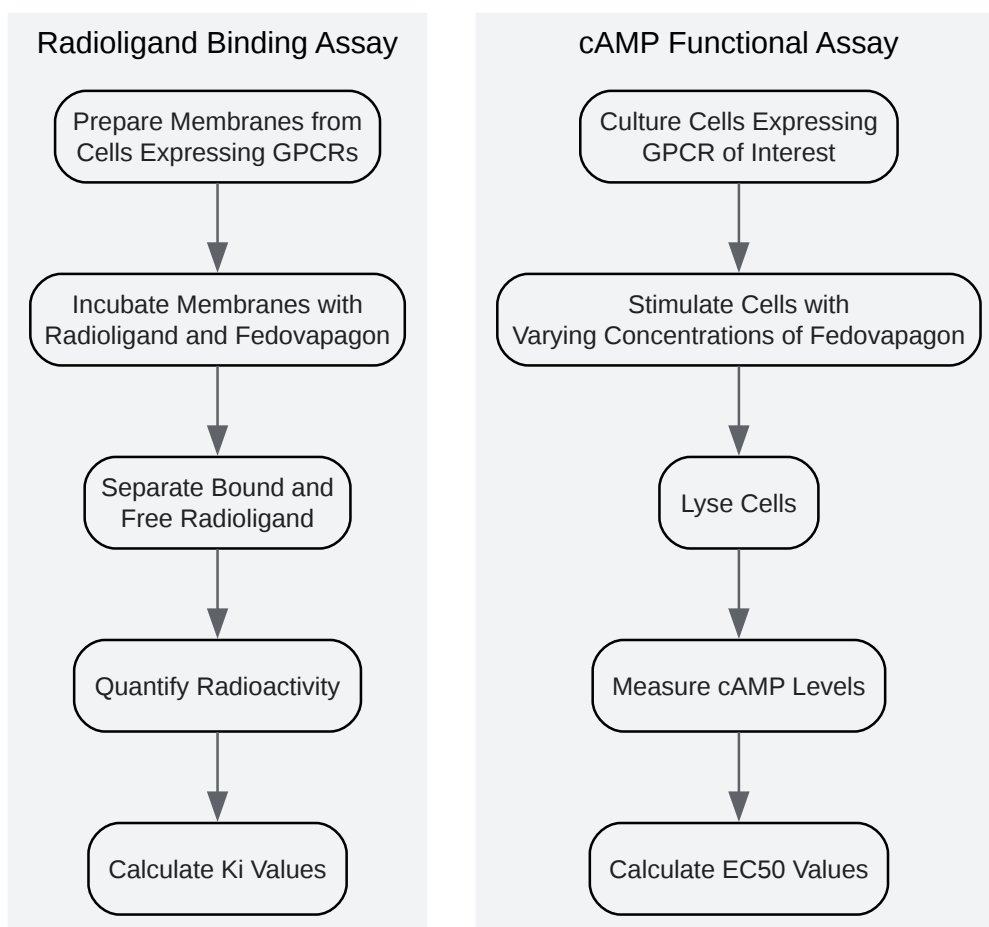 Radioligand Binding Assay
Prepare Membranes from
Cells Expressing GPCRs
Incubate Membranes with
Radioligand and Fedovapagon
Separate Bound and
Free Radioligand
Quantify Radioactivity
Calculate Ki Values
cAMP Functional Assay
Culture Cells Expressing
GPCR of Interest
Stimulate Cells with
Varying Concentrations of Fedovapagon
Lyse Cells
Measure cAMP Levels
Calculate EC50 Values